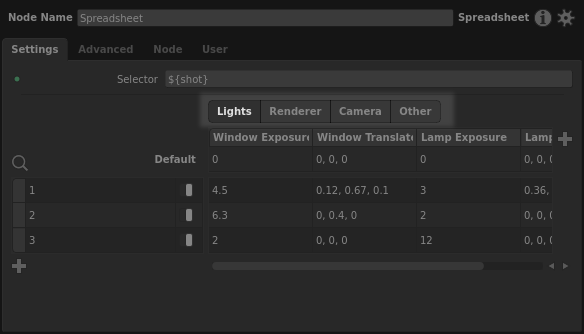 Node Name Spreadsheet Spreadsheet
Settings Advanced Node User
Selector ${shot}
Lights Renderer Camera Other
Window Exposure Window Translate Lamp Exposure Lamp
Default 0 0, 0, 0 0 0, 0, 0
1 4.5 0.12, 0.67, 0.1 3 0.36,
2 6.3 0, 0.4, 0 2 0, 0, 0
3 2 0, 0, 0 12 0, 0, 0